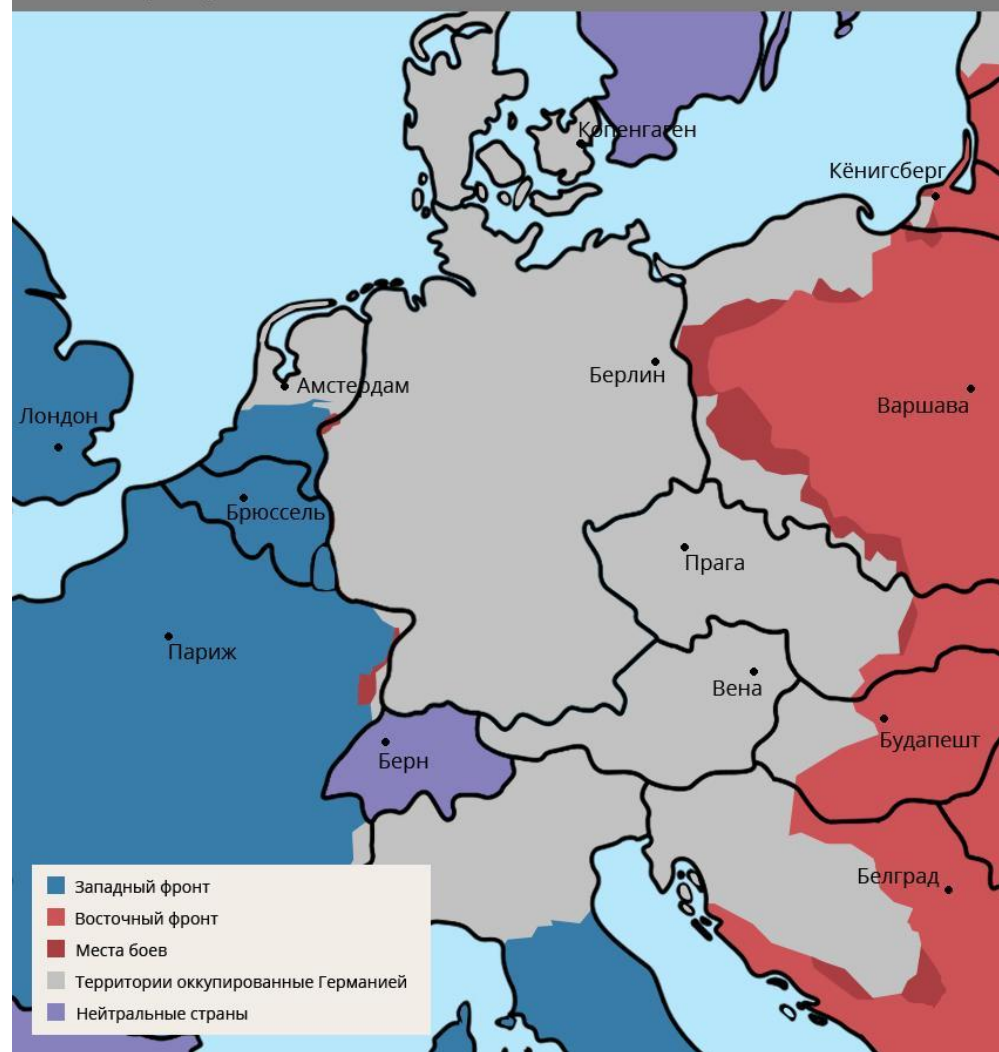 Копенгаген
Кёнигсберг
Берлин
Амстердам
Варшава
Лондон
Брюссель
Прага
Париж
Вена
Будапешт
Берн
Белград
Западный фронт
Восточный фронт
Места боев
Территории оккупированные Германией
Нейтральные страны